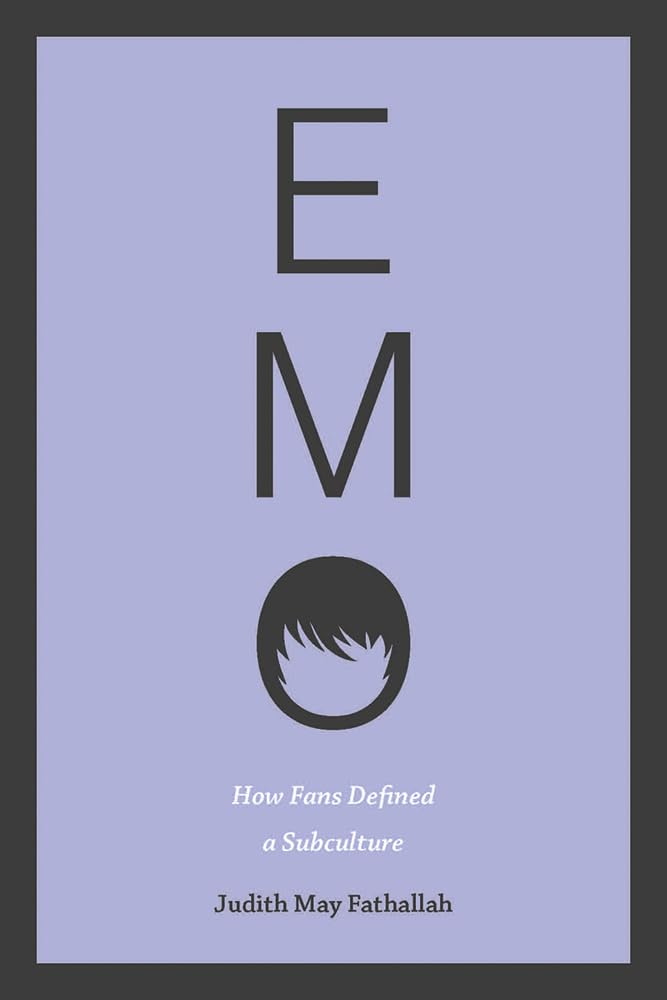 E
M
O
How Fans Defined
a Subculture
Judith May Fathallah